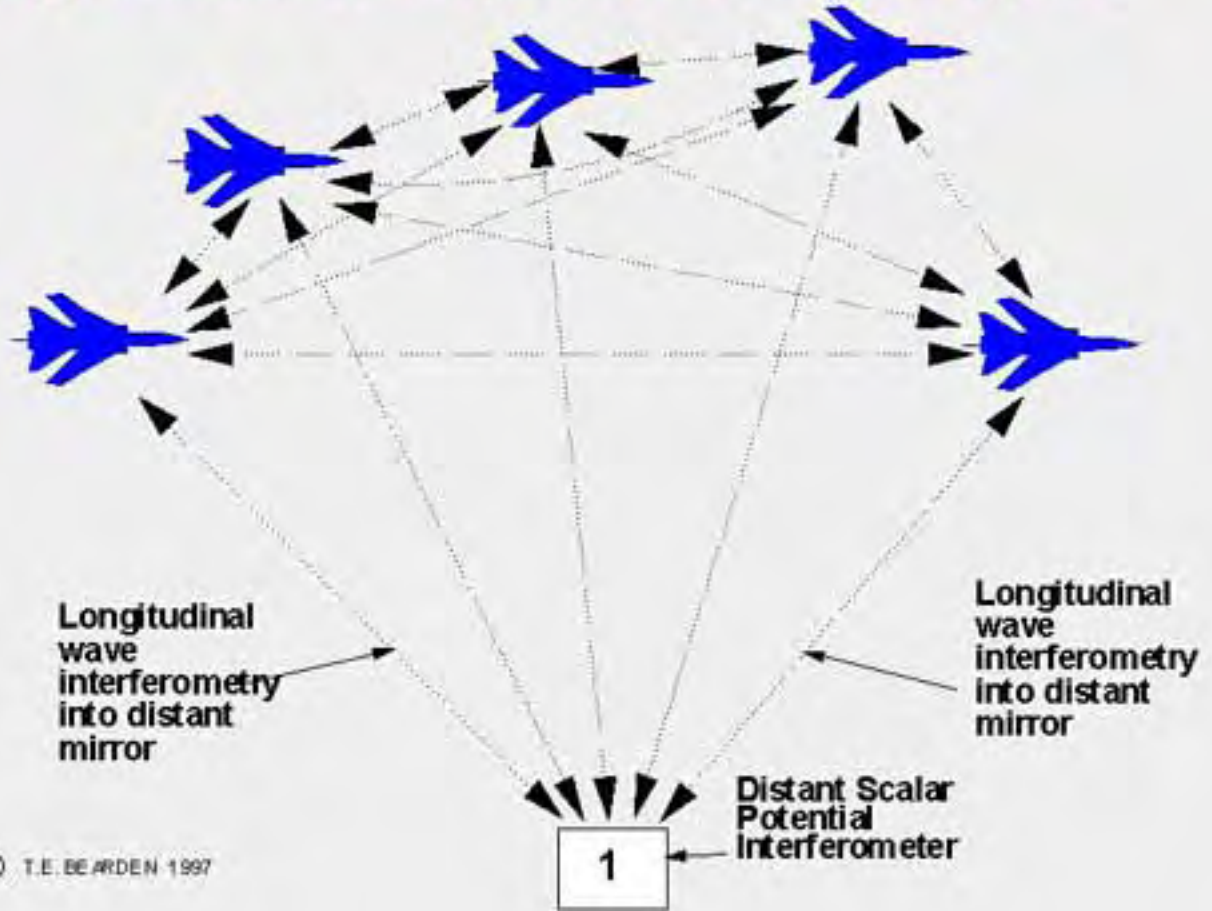 Longitudinal
wave
interferometry
into distant
mirror
Longitudinal
wave
interferometry
into distant
mirror
Distant Scalar
Potential
Interferometer
1
T.E. BEARDEN 1997